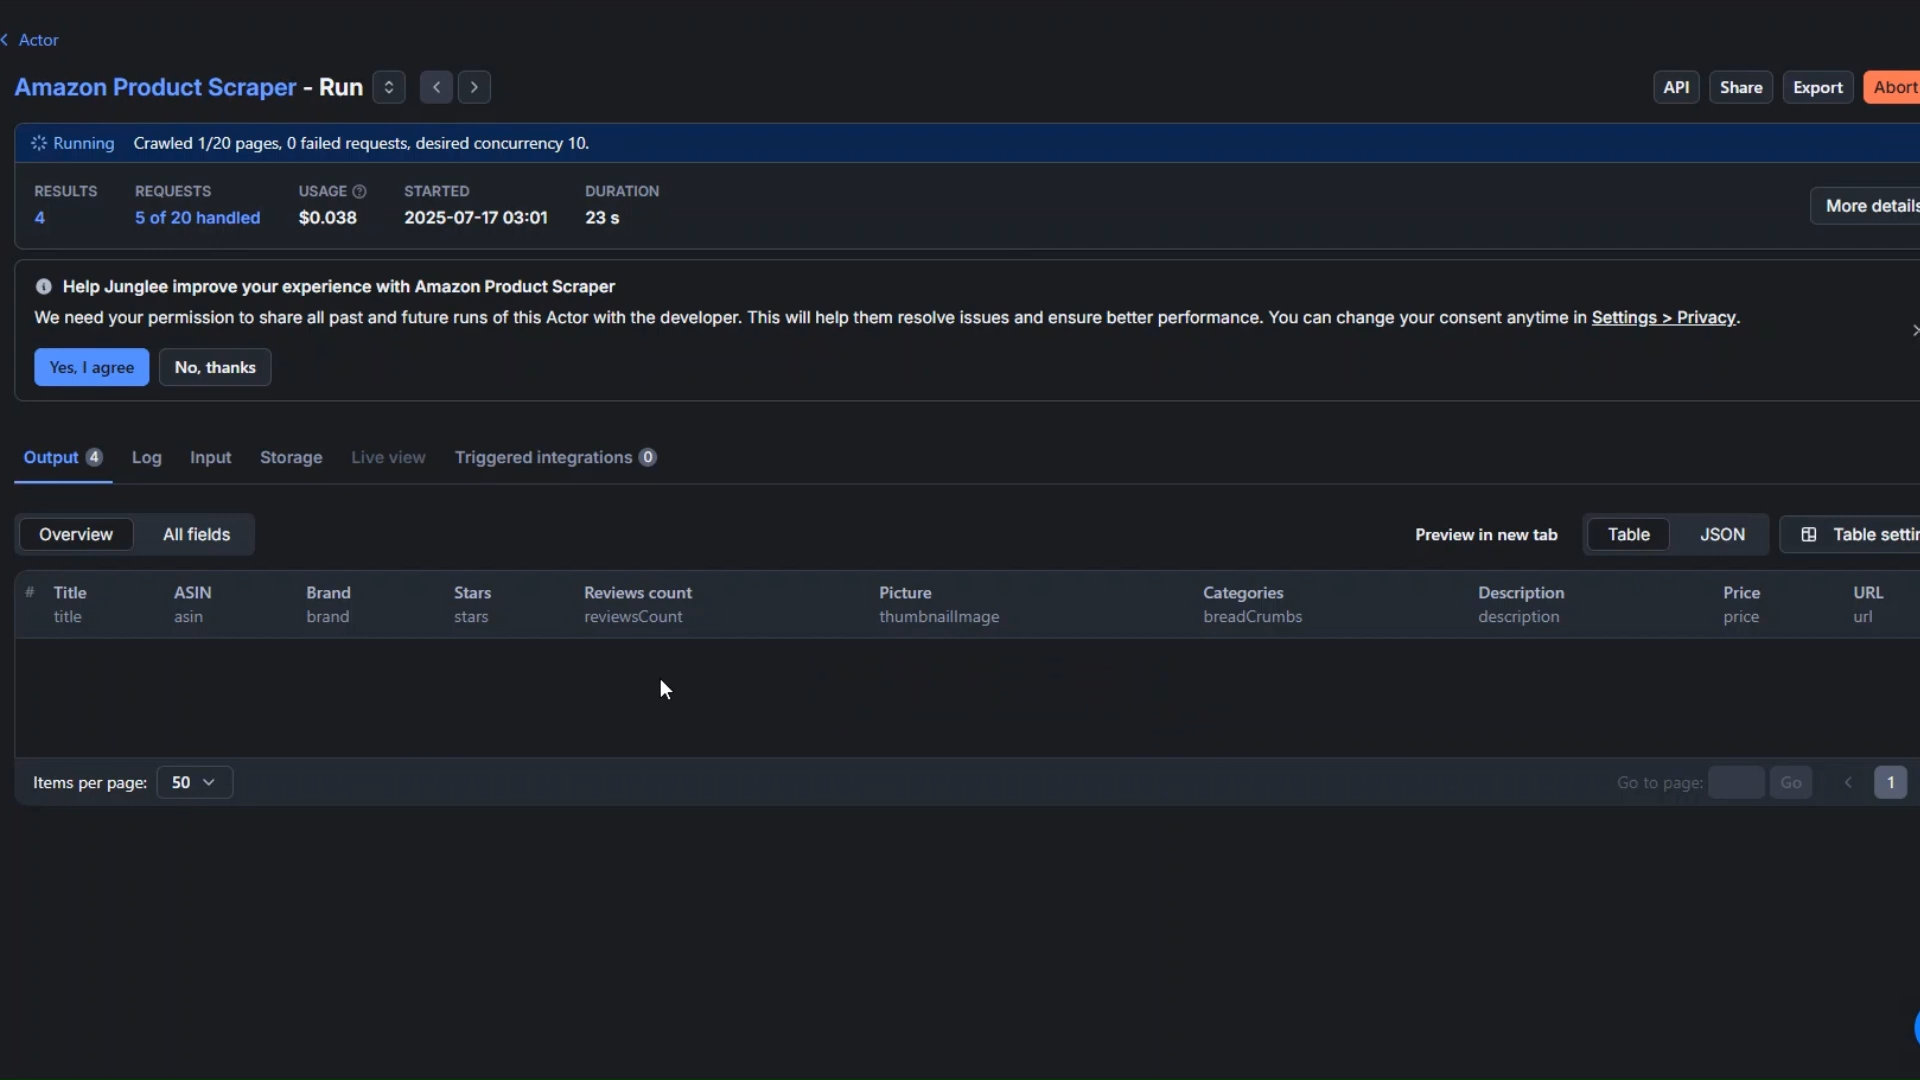 Actor
Amazon Product Scraper - Run
API Share Export Abort
Running Crawled 1/20 pages, 0 failed requests, desired concurrency 10.
RESULTS REQUESTS USAGE STARTED DURATION
4 5 of 20 handled $0.038 2025-07-17 03:01 23 s
More details
Help Junglee improve your experience with Amazon Product Scraper
We need your permission to share all past and future runs of this Actor with the developer. This will help them resolve issues and ensure better performance. You can change your consent anytime in Settings > Privacy.
Yes, I agree No, thanks
Output 4 Log Input Storage Live view Triggered integrations 0
Overview All fields Preview in new tab Table JSON Table settin
# Title ASIN Brand Stars Reviews count Picture Categories Description Price URL
title asin brand stars reviewsCount thumbnailImage breadCrumbs description price url
Items per page: 50 Go to page: Go 1